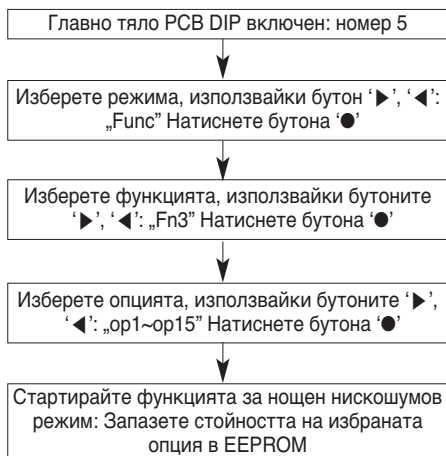 Главно тяло PCB DIP включен: номер 5
Изберете режима, използвайки бутон ‘▶’, ‘◀’:
„Func” Натиснете бутона ‘●’
Изберете функцията, използвайки бутоните
‘▶’, ‘◀’: „Fn3” Натиснете бутона ‘●’
Изберете опцията, използвайки бутоните ‘▶’,
‘◀’: „op1~op15” Натиснете бутона ‘●’
Стартирайте функцията за нощен нискошумов
режим: Запазете стойността на избраната
опция в EEPROM